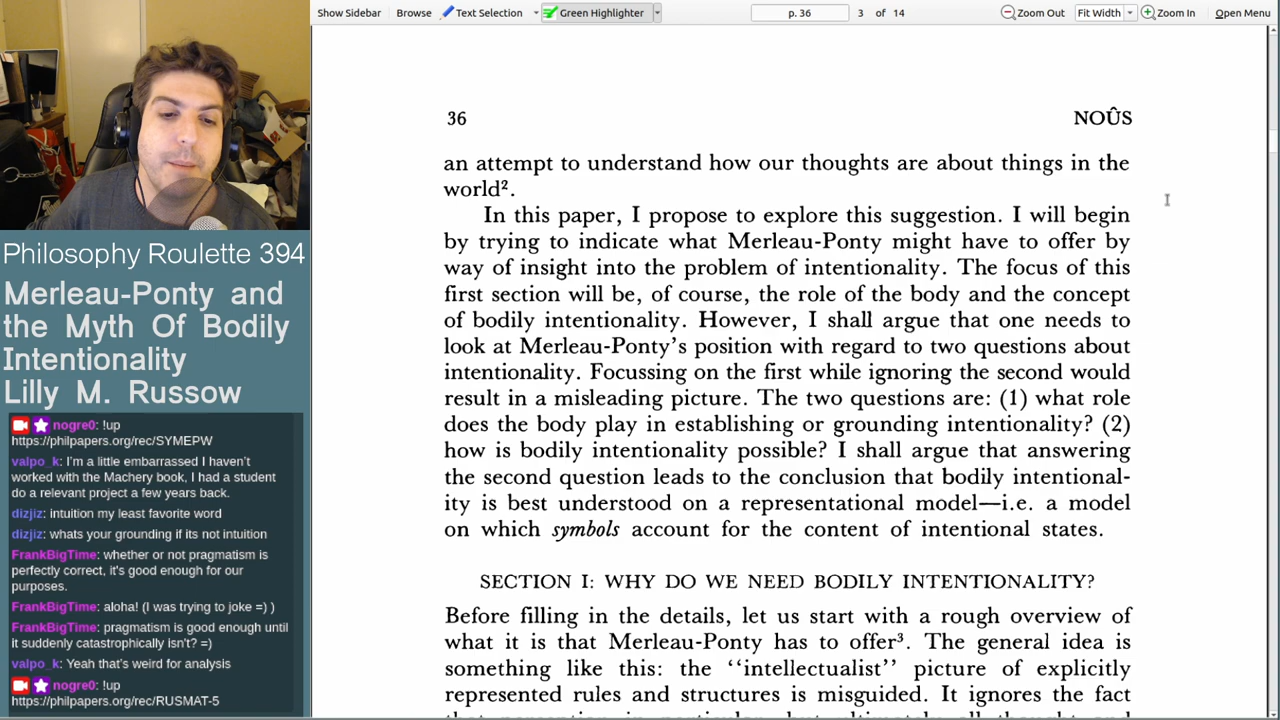 Show Sidebar Browse Text Selection Green Highlighter p. 36 3 of 14 Zoom Out Fit Width Zoom In Open Menu
36 NOÛS
an attempt to understand how our thoughts are about things in the
world².
In this paper, I propose to explore this suggestion. I will begin
by trying to indicate what Merleau-Ponty might have to offer by
way of insight into the problem of intentionality. The focus of this
first section will be, of course, the role of the body and the concept
of bodily intentionality. However, I shall argue that one needs to
look at Merleau-Ponty's position with regard to two questions about
intentionality. Focussing on the first while ignoring the second would
result in a misleading picture. The two questions are: (1) what role
does the body play in establishing or grounding intentionality? (2)
how is bodily intentionality possible? I shall argue that answering
the second question leads to the conclusion that bodily intentional-
ity is best understood on a representational model—i.e. a model
on which symbols account for the content of intentional states.
SECTION I: WHY DO WE NEED BODILY INTENTIONALITY?
Before filling in the details, let us start with a rough overview of
what it is that Merleau-Ponty has to offer³. The general idea is
something like this: the "intellectualist" picture of explicitly
represented rules and structures is misguided. It ignores the fact
Philosophy Roulette 394
Merleau-Ponty and
the Myth Of Bodily
Intentionality
Lilly M. Russow
nogre0: !up
https://philpapers.org/rec/SYMEPW
valpo_k: I'm a little embarrassed I haven't
worked with the Machery book, I had a student
do a relevant project a few years back.
dizjiz: intuition my least favorite word
dizjiz: whats your grounding if its not intuition
FrankBigTime: whether or not pragmatism is
perfectly correct, it's good enough for our
purposes.
FrankBigTime: aloha! (I was trying to joke =) )
FrankBigTime: pragmatism is good enough until
it suddenly catastrophically isn't? =)
valpo_k: Yeah that's weird for analysis
nogre0: !up
https://philpapers.org/rec/RUSMAT-5